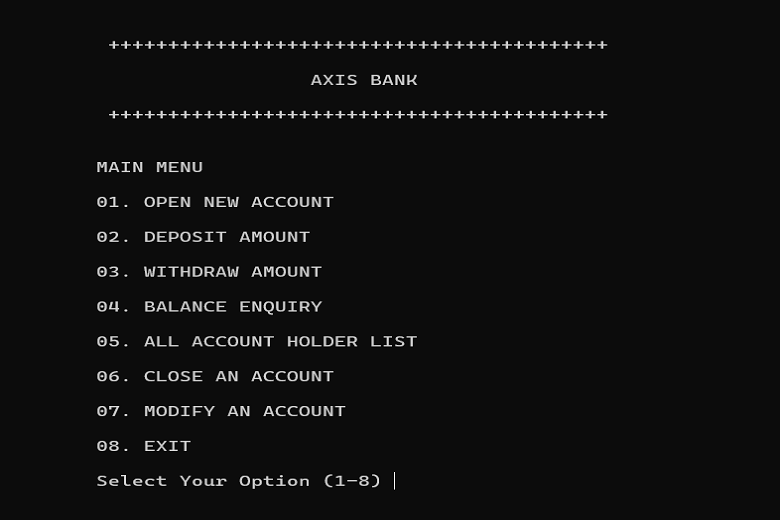 ++++++++++++++++++++++++++++++++++++++++++
AXIS BANK
++++++++++++++++++++++++++++++++++++++++++
MAIN MENU
01. OPEN NEW ACCOUNT
02. DEPOSIT AMOUNT
03. WITHDRAW AMOUNT
04. BALANCE ENQUIRY
05. ALL ACCOUNT HOLDER LIST
06. CLOSE AN ACCOUNT
07. MODIFY AN ACCOUNT
08. EXIT
Select Your Option (1-8)